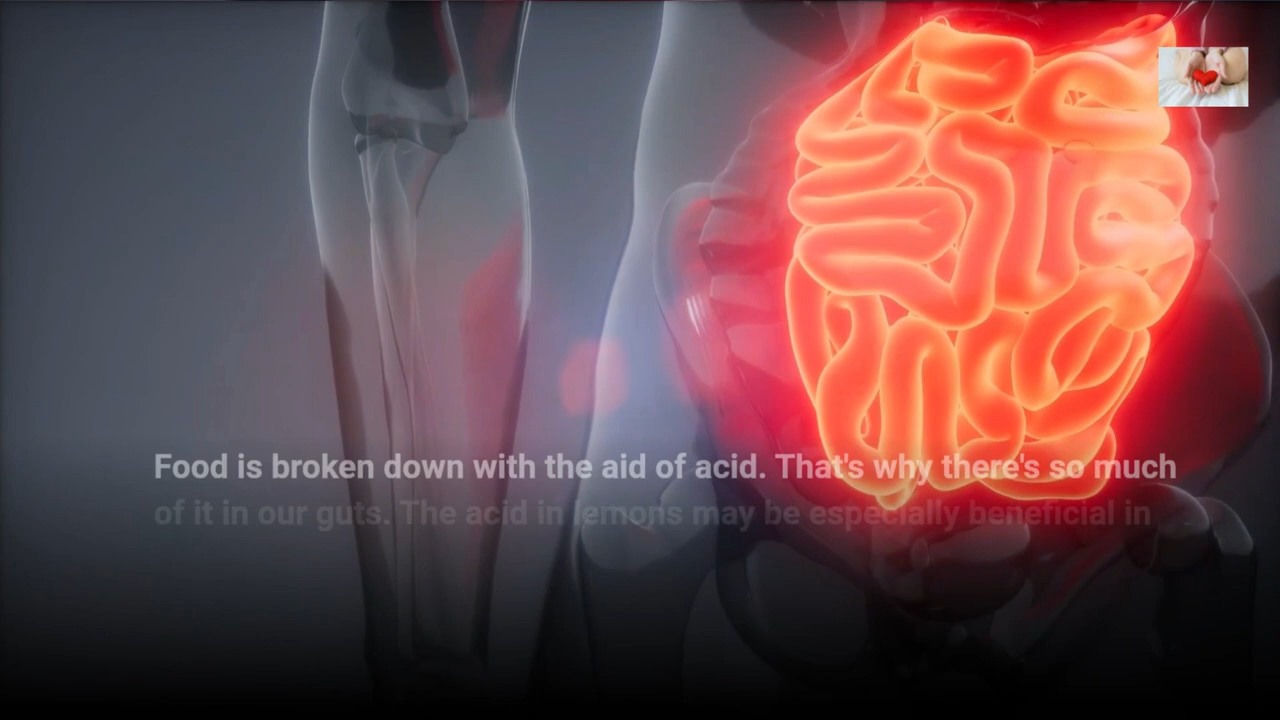 Food is broken down with the aid of acid. That's why there's so much
of it in our guts. The acid in lemons may be especially beneficial in